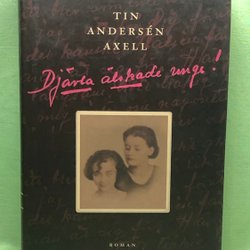 TIN
ANDERSÉN
AXELL
Djävla älskade unge!
ROMAN